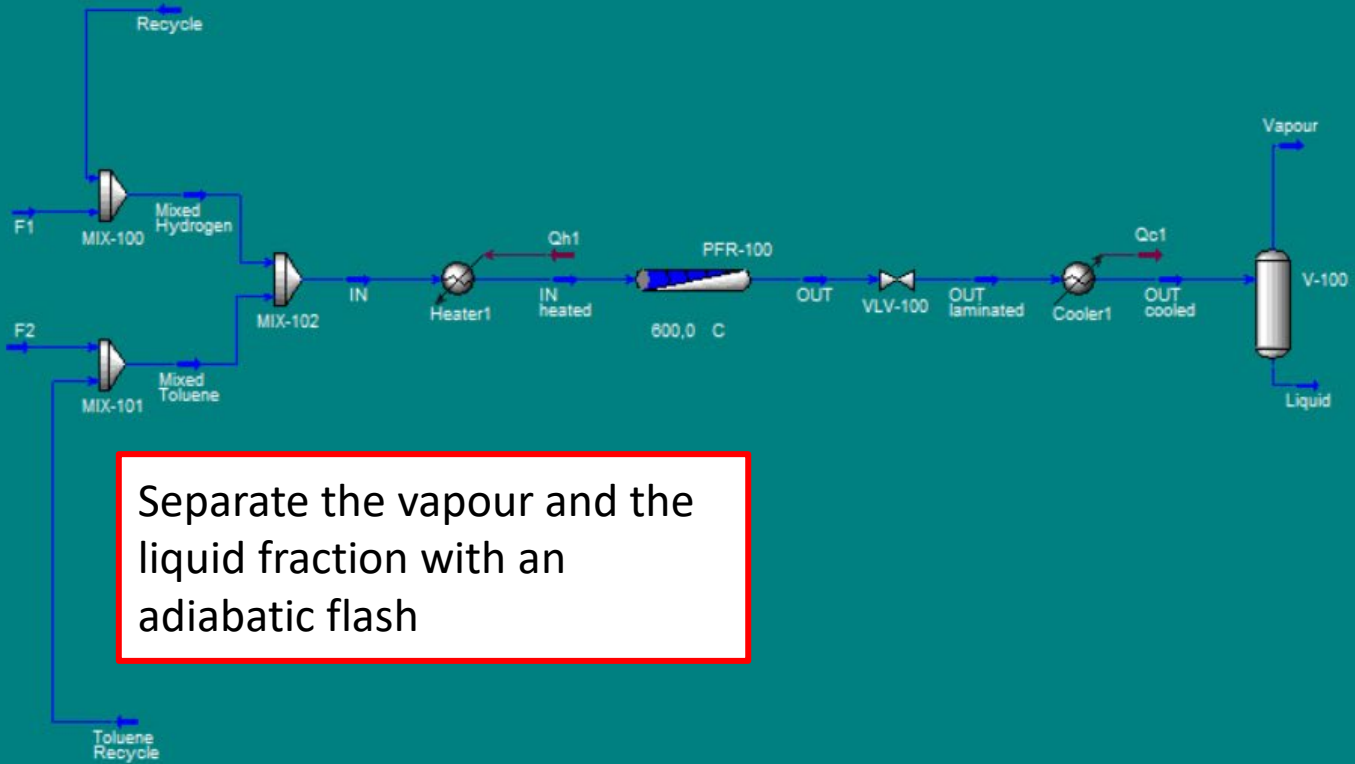 Recycle
Vapour
F1
MIX-100
Mixed
Hydrogen
Qh1
PFR-100
Qc1
V-100
IN
MIX-102
Heater1
IN
heated
600,0 C
OUT
VLV-100
OUT
laminated
Cooler1
OUT
cooled
F2
MIX-101
Mixed
Toluene
Liquid
Separate the vapour and the
liquid fraction with an
adiabatic flash
Toluene
Recycle